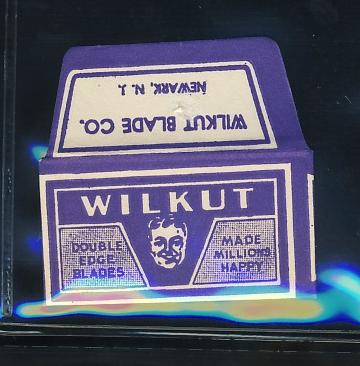 WILKUT BLADE CO.
NEWARK, N. J.
WILKUT
DOUBLE
EDGE
BLADES
MADE
MILLIONS
HAPPY